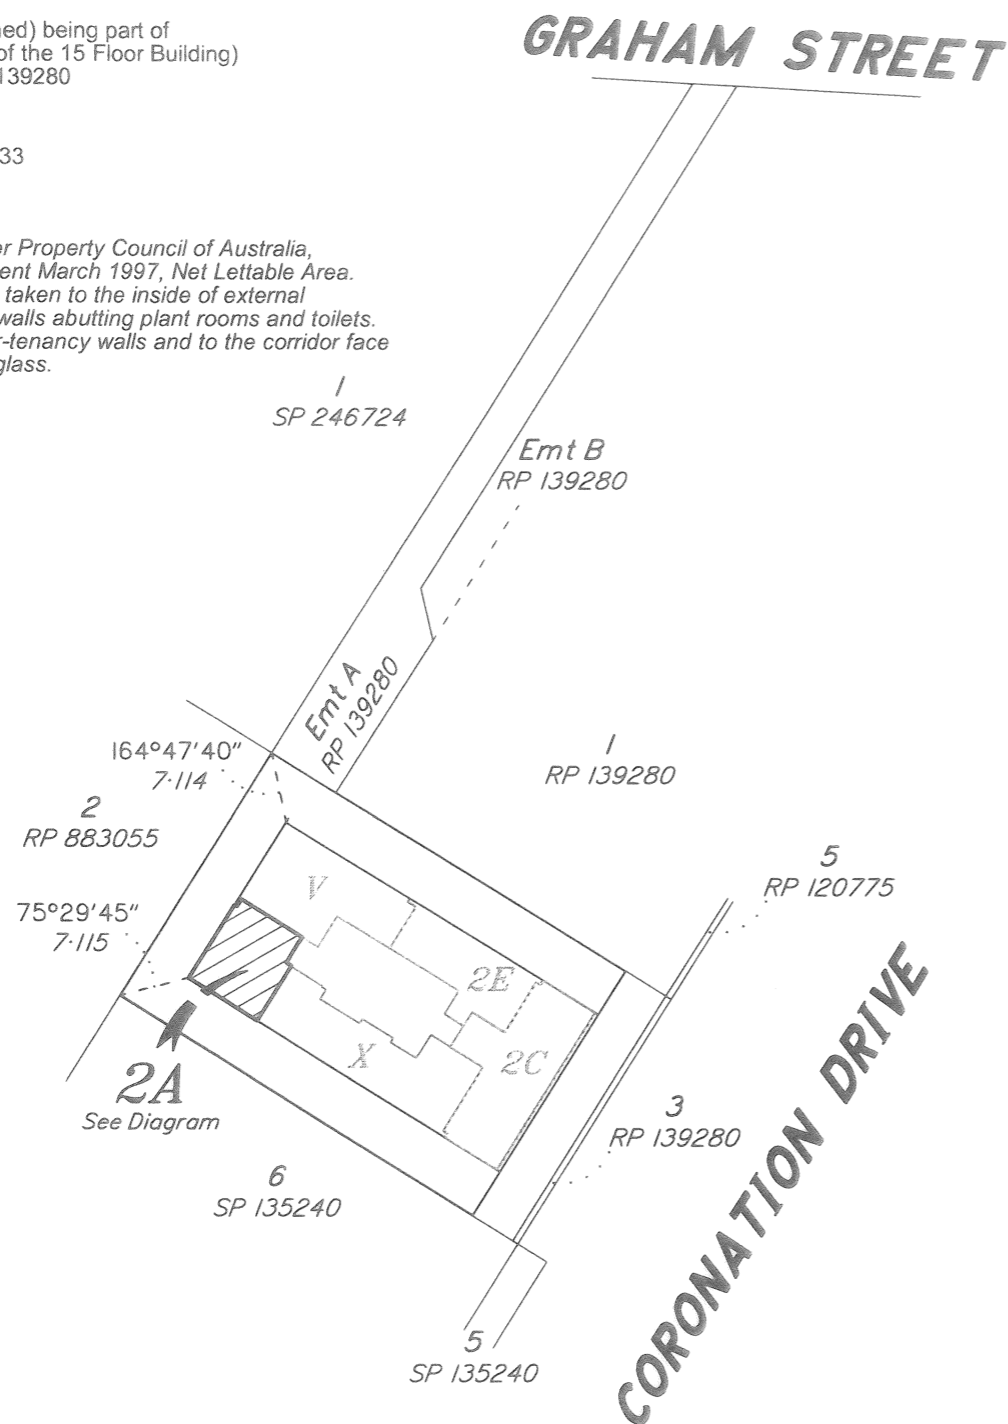 GRAHAM STREET
ned) being part of
of the 15 Floor Building)
139280
33
er Property Council of Australia,
ent March 1997, Net Lettable Area.
taken to the inside of external
walls abutting plant rooms and toilets.
r-tenancy walls and to the corridor face
glass.
1
SP 246724
Emt B
RP 139280
Emt A
RP 139280
164°47'40"
7·114
1
RP 139280
2
RP 883055
5
RP 120775
75°29'45"
7·115
V
2E
X
2C
2A
See Diagram
3
RP 139280
6
SP 135240
CORONATION DRIVE
5
SP 135240